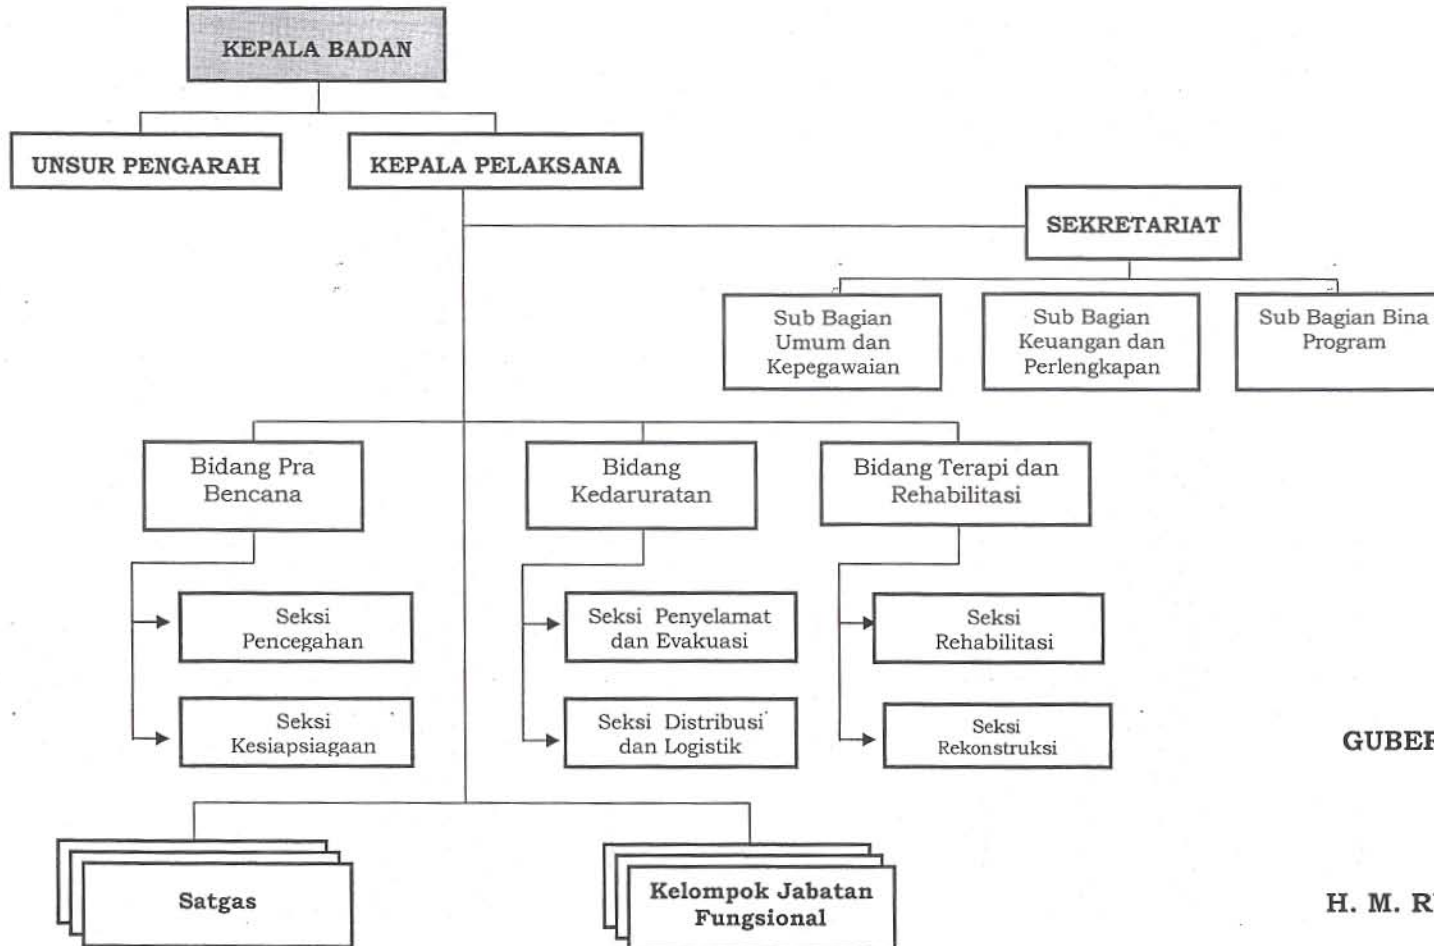 KEPALA BADAN
UNSUR PENGARAH
KEPALA PELAKSANA
SEKRETARIAT
Sub Bagian
Umum dan
Kepegawaian
Sub Bagian
Keuangan dan
Perlengkapan
Sub Bagian Bina
Program
Bidang Pra
Bencana
Bidang
Kedaruratan
Bidang Terapi dan
Rehabilitasi
Seksi
Pencegahan
Seksi Penyelamat
dan Evakuasi
Seksi
Rehabilitasi
Seksi
Kesiapsiagaan
Seksi Distribusi
dan Logistik
Seksi
Rekonstruksi
Satgas
Kelompok Jabatan
Fungsional
H. M.